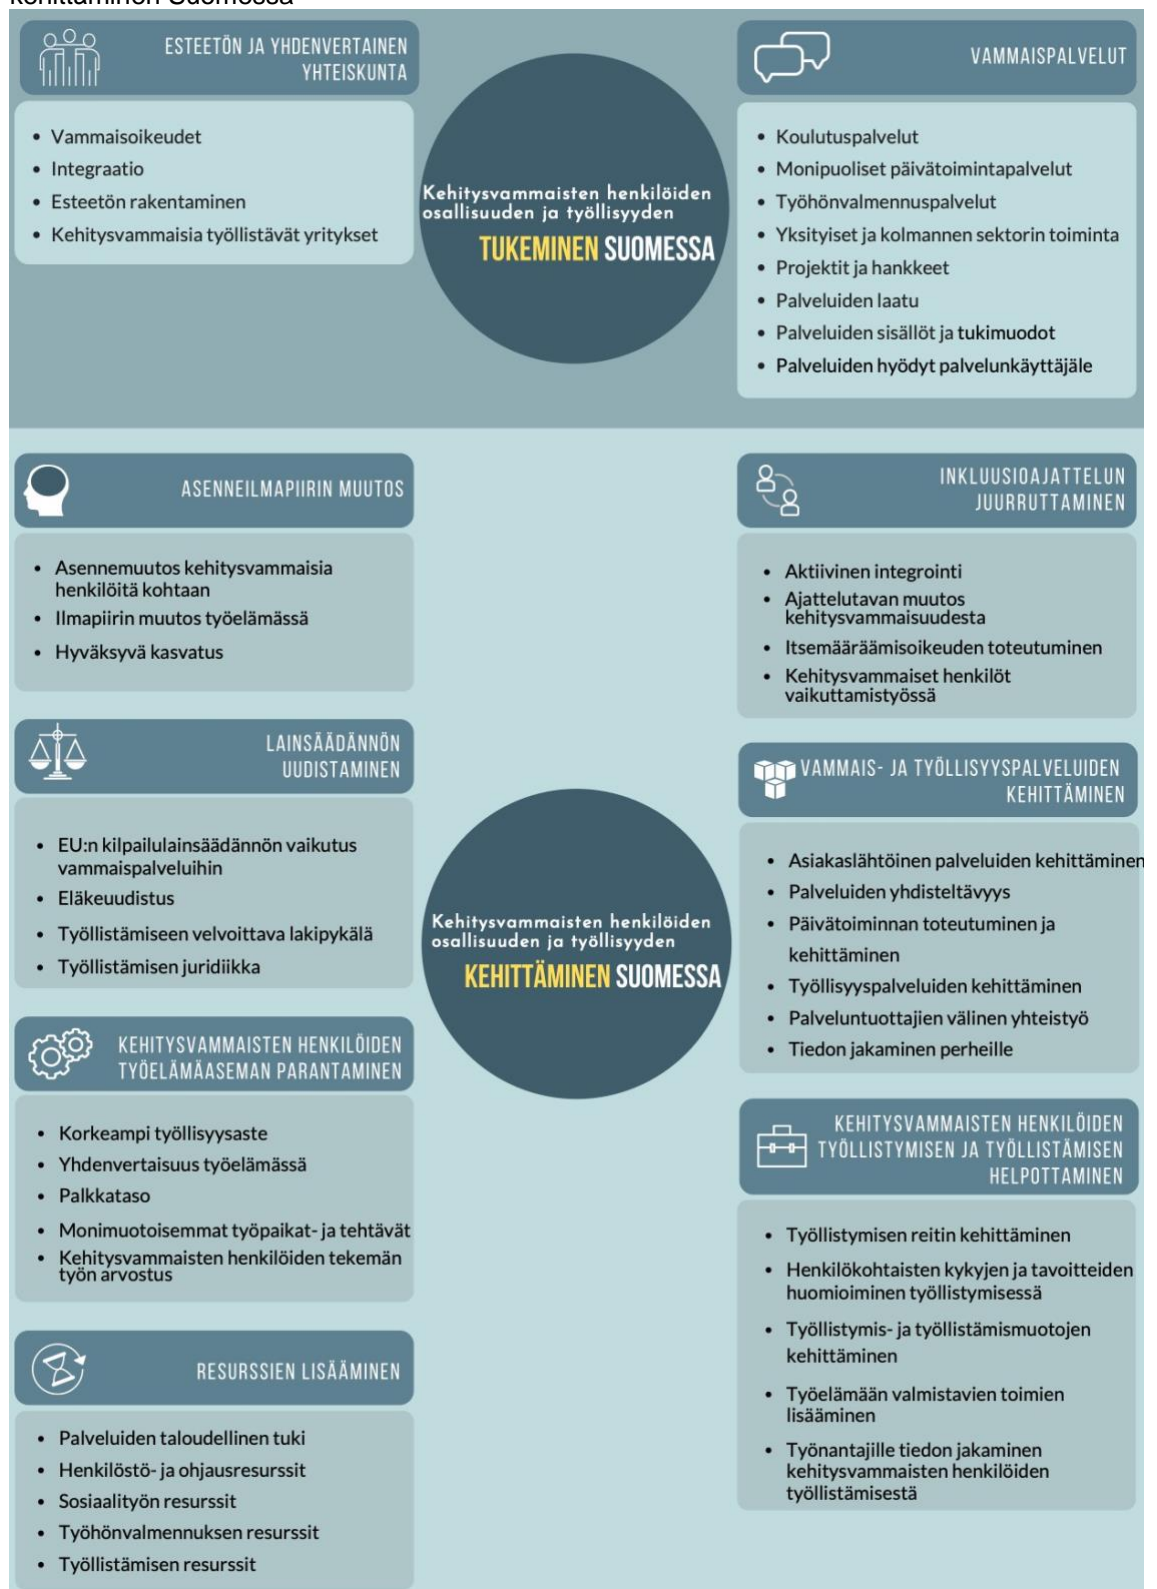 kehittäminen Suomessa
ESTEETÖN JA YHDENVERTAINEN
YHTEISKUNTA
• Vammaisoikeudet
• Integraatio
• Esteetön rakentaminen
• Kehitysvammaisia työllistävät yritykset
Kehitysvammaisten henkilöiden
osallisuuden ja työllisyyden
TUKEMINEN SUOMESSA
VAMMAISPALVELUT
• Koulutuspalvelut
• Monipuoliset päivätoimintapalvelut
• Työhönvalmennuspalvelut
• Yksityiset ja kolmannen sektorin toiminta
• Projektit ja hankkeet
• Palveluiden laatu
• Palveluiden sisällöt ja tukimuodot
• Palveluiden hyödyt palvelunkäyttäjäle
ASENNEILMAPIIRIN MUUTOS
• Asennemuutos kehitysvammaisia
henkilöitä kohtaan
• Ilmapiirin muutos työelämässä
• Hyväksyvä kasvatus
LAINSÄÄDÄNNÖN
UUDISTAMINEN
• EU:n kilpailulainsäädännön vaikutus
vammaispalveluihin
• Eläkeuudistus
• Työllistämiseen velvoittava lakipykälä
• Työllistämisen juridiikka
KEHITYSVAMMAISTEN HENKILÖIDEN
TYÖELÄMÄASEMAN PARANTAMINEN
• Korkeampi työllisyysaste
• Yhdenvertaisuus työelämässä
• Palkkataso
• Monimuotoisemmat työpaikat- ja tehtävät
• Kehitysvammaisten henkilöiden tekemän
työn arvostus
RESURSSIEN LISÄÄMINEN
• Palveluiden taloudellinen tuki
• Henkilöstö- ja ohjausresurssit
• Sosiaalityön resurssit
• Työhönvalmennuksen resurssit
• Työllistämisen resurssit
Kehitysvammaisten henkilöiden
osallisuuden ja työllisyyden
KEHITTÄMINEN SUOMESSA
INKLUUSIOAJATTELUN
JUURRUTTAMINEN
• Aktiivinen integrointi
• Ajattelutavan muutos
kehitysvammaisuudesta
• Itsemääräämisoikeuden toteutuminen
• Kehitysvammaiset henkilöt
vaikuttamistyössä
VAMMAIS- JA TYÖLLISYYSPALVELUIDEN
KEHITTÄMINEN
• Asiakaslähtöinen palveluiden kehittäminen
• Palveluiden yhdisteltävyys
• Päivätoiminnan toteutuminen ja
kehittäminen
• Työllisyyspalveluiden kehittäminen
• Palveluntuottajien välinen yhteistyö
• Tiedon jakaminen perheille
KEHITYSVAMMAISTEN HENKILÖIDEN
TYÖLLISTYMISEN JA TYÖLLISTÄMISEN
HELPOTTAMINEN
• Työllistymisen reitin kehittäminen
• Henkilökohtaisten kykyjen ja tavoitteiden
huomioiminen työllistymisessä
• Työllistymis- ja työllistämismuotojen
kehittäminen
• Työelämään valmistavien toimien
lisääminen
• Työnantajille tiedon jakaminen
kehitysvammaisten henkilöiden
työllistämisestä